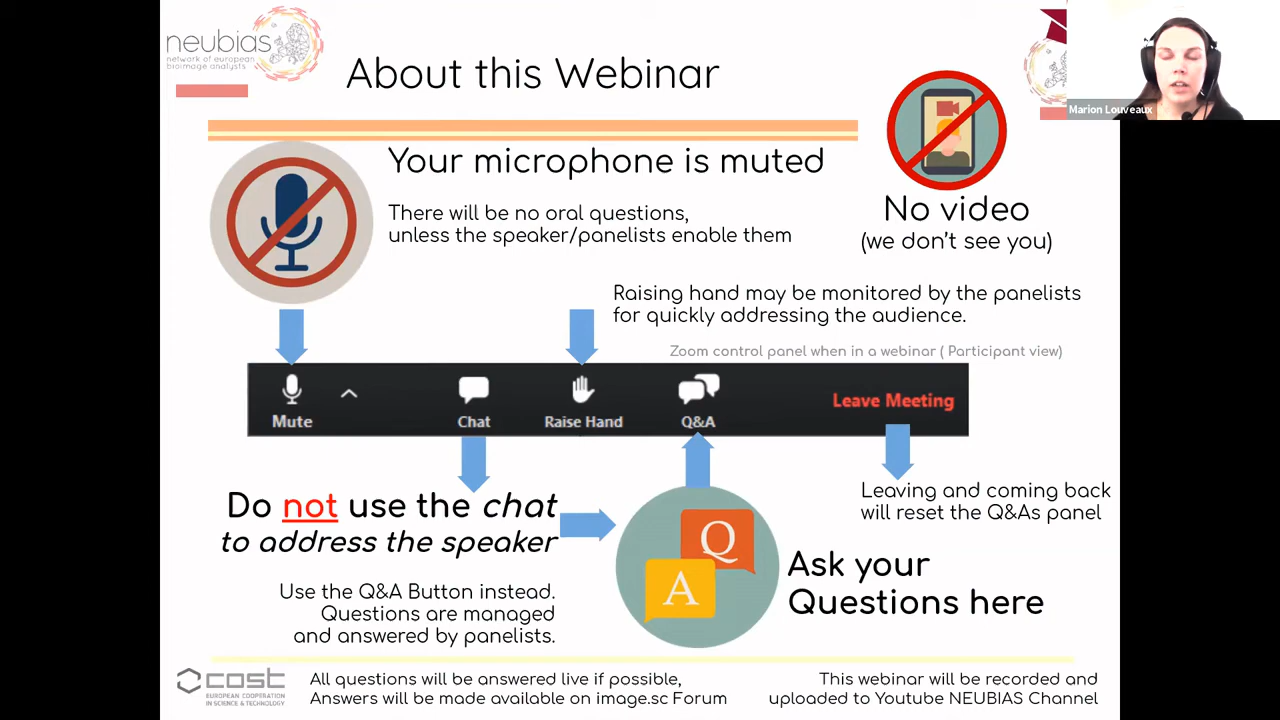 neubias
network of european
bioimage analysts
About this Webinar
Marion Louveaux
Your microphone is muted
There will be no oral questions,
unless the speaker/panelists enable them
No video
(we don't see you)
Raising hand may be monitored by the panelists
for quickly addressing the audience.
Zoom control panel when in a webinar ( Participant view)
Mute
Chat
Raise Hand
Q&A
Leave Meeting
Do not use the chat
to address the speaker
Use the Q&A Button instead.
Questions are managed
and answered by panelists.
Q
A
Leaving and coming back
will reset the Q&As panel
Ask your
Questions here
cost
EUROPEAN COOPERATION
IN SCIENCE & TECHNOLOGY
All questions will be answered live if possible,
Answers will be made available on image.sc Forum
This webinar will be recorded and
uploaded to Youtube NEUBIAS Channel